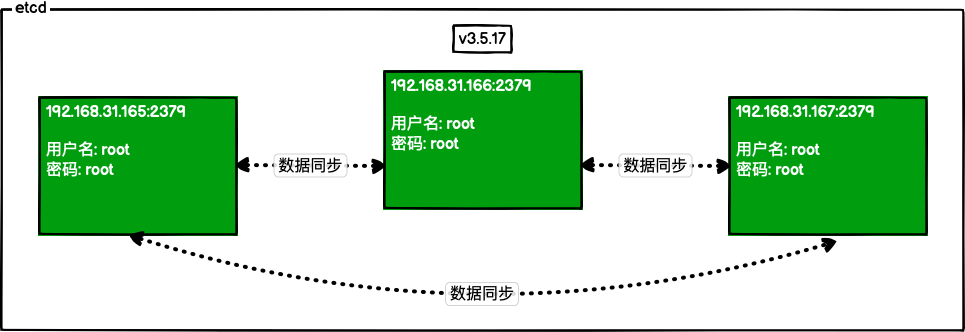 etcd
v3.5.17
192.168.31.165:2379
用户名: root
密码: root
192.168.31.166:2379
用户名: root
密码: root
192.168.31.167:2379
用户名: root
密码: root
数据同步
数据同步
数据同步